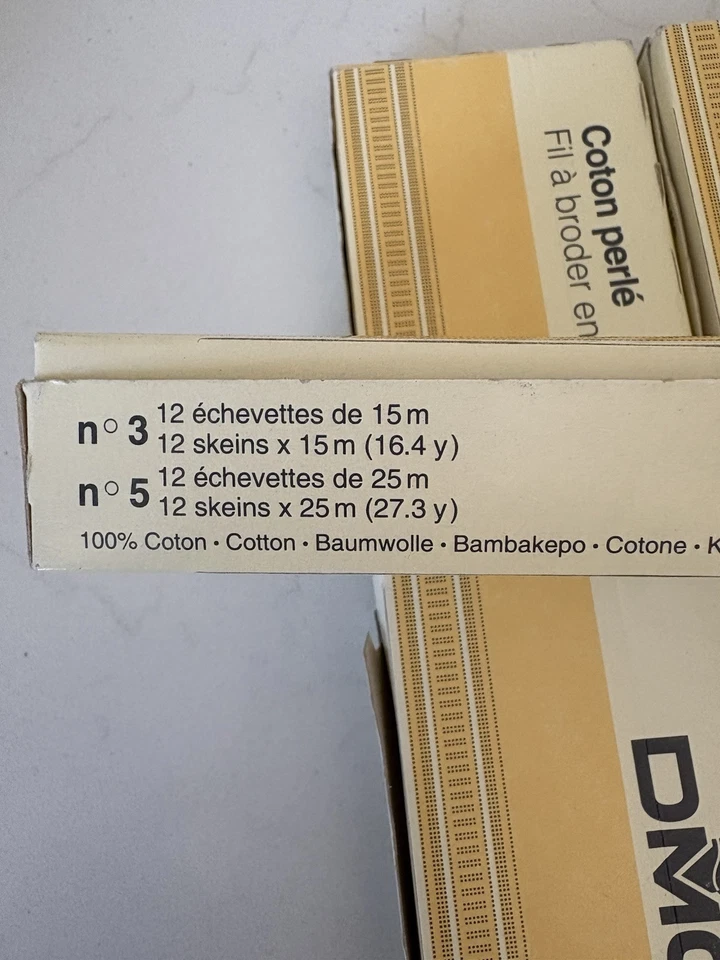 Coton perlé
Fil à broder en
n° 3 12 échevettes de 15 m
12 skeins x 15 m (16.4 y)
n° 5 12 échevettes de 25 m
12 skeins x 25 m (27.3 y)
100% Coton • Cotton • Baumwolle • Bambakepo • Cotone • K
DMC